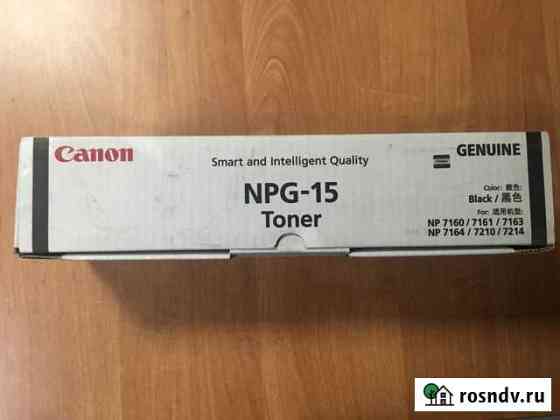 Canon
Smart and Intelligent Quality
NPG-15
Toner
GENUINE
Color: 颜色:
Black / 黑色
For: 适用机型:
NP 7160 / 7161 / 7163
NP 7164 / 7210 / 7214
rosndv.ru